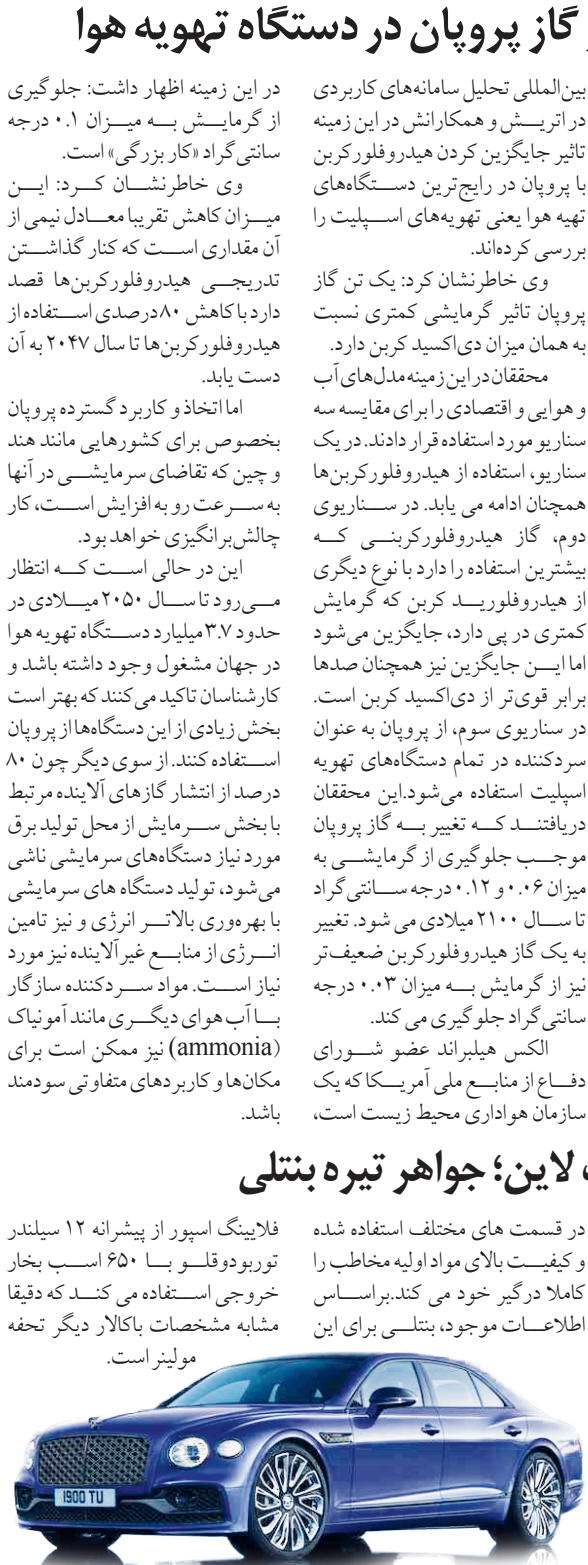 گاز پروپان در دستگاه تهویه هوا
بین‌المللی تحلیل سامانه‌های کاربردی
در اتریش و همکارانش در این زمینه
تاثیر جایگزین کردن هیدروفلورکربن
با پروپان در رایج‌ترین دستگاه‌های
تهیه هوا یعنی تهویه‌های اسپلیت را
بررسی کرده‌اند.
وی خاطرنشان کرد: یک تن گاز
پروپان تاثیر گرمایشی کمتری نسبت
به همان میزان دی‌اکسید کربن دارد.
محققان در این زمینه مدل‌های آب
و هوایی و اقتصادی را برای مقایسه سه
سناریو مورد استفاده قرار دادند. در یک
سناریو، استفاده از هیدروفلورکربن‌ها
همچنان ادامه می یابد. در سناریوی
دوم، گاز هیدروفلورکربنی که
بیشترین استفاده را دارد با نوع دیگری
از هیدروفلورید کربن که گرمایش
کمتری در پی دارد، جایگزین می‌شود
اما این جایگزین نیز همچنان صدها
برابر قوی‌تر از دی‌اکسید کربن است.
در سناریوی سوم، از پروپان به عنوان
سردکننده در تمام دستگاه‌های تهویه
اسپلیت استفاده می‌شود.این محققان
دریافتند که تغییر به گاز پروپان
موجب جلوگیری از گرمایشی به
میزان ۰.۰۶ و ۰.۱۲ درجه سانتی‌گراد
تا سال ۲۱۰۰ میلادی می شود. تغییر
به یک گاز هیدروفلورکربن ضعیف‌تر
نیز از گرمایش به میزان ۰.۰۳ درجه
سانتی‌گراد جلوگیری می کند.
الکس هیلبراند عضو شورای
دفاع از منابع ملی آمریکا که یک
سازمان هواداری محیط زیست است،
در این زمینه اظهار داشت: جلوگیری
از گرمایش به میزان ۰.۱ درجه
سانتی‌گراد «کار بزرگی» است.
وی خاطرنشان کرد: این
میزان کاهش تقریبا معادل نیمی از
آن مقداری است که کنار گذاشتن
تدریجی هیدروفلورکربن‌ها قصد
دارد با کاهش ۸۰ درصدی استفاده از
هیدروفلورکربن‌ها تا سال ۲۰۴۷ به آن
دست یابد.
اما اتخاذ و کاربرد گسترده پروپان
بخصوص برای کشورهایی مانند هند
و چین که تقاضای سرمایشی در آنها
به سرعت رو به افزایش است، کار
چالش‌برانگیزی خواهد بود.
این در حالی است که انتظار
می‌رود تا سال ۲۰۵۰ میلادی در
حدود ۳.۷ میلیارد دستگاه تهویه هوا
در جهان مشغول وجود داشته باشد و
کارشناسان تاکید می‌کنند که بهتر است
بخش زیادی از این دستگاه‌ها از پروپان
استفاده کنند. از سوی دیگر چون ۸۰
درصد از انتشار گازهای آلاینده مرتبط
با بخش سرمایش از محل تولید برق
مورد نیاز دستگاه‌های سرمایشی ناشی
می‌شود، تولید دستگاه های سرمایشی
با بهره‌وری بالاتر انرژی و نیز تامین
انرژی از منابع غیرآلاینده نیز مورد
نیاز است. مواد سردکننده سازگار
با آب هوای دیگری مانند آمونیاک
(ammonia) نیز ممکن است برای
مکان‌ها و کاربردهای متفاوتی سودمند
باشد.
لاین؛ جواهر تیره بنتلی
در قسمت های مختلف استفاده شده
و کیفیت بالای مواد اولیه مخاطب را
کاملا درگیر خود می کند.براساس
اطلاعات موجود، بنتلی برای این
فلایینگ اسپور از پیشرانه ۱۲ سیلندر
توربودوقلو با ۶۵۰ اسب بخار
خروجی استفاده می کند که دقیقا
مشابه مشخصات باکالار دیگر تحفه
مولینر است.
1900 TU